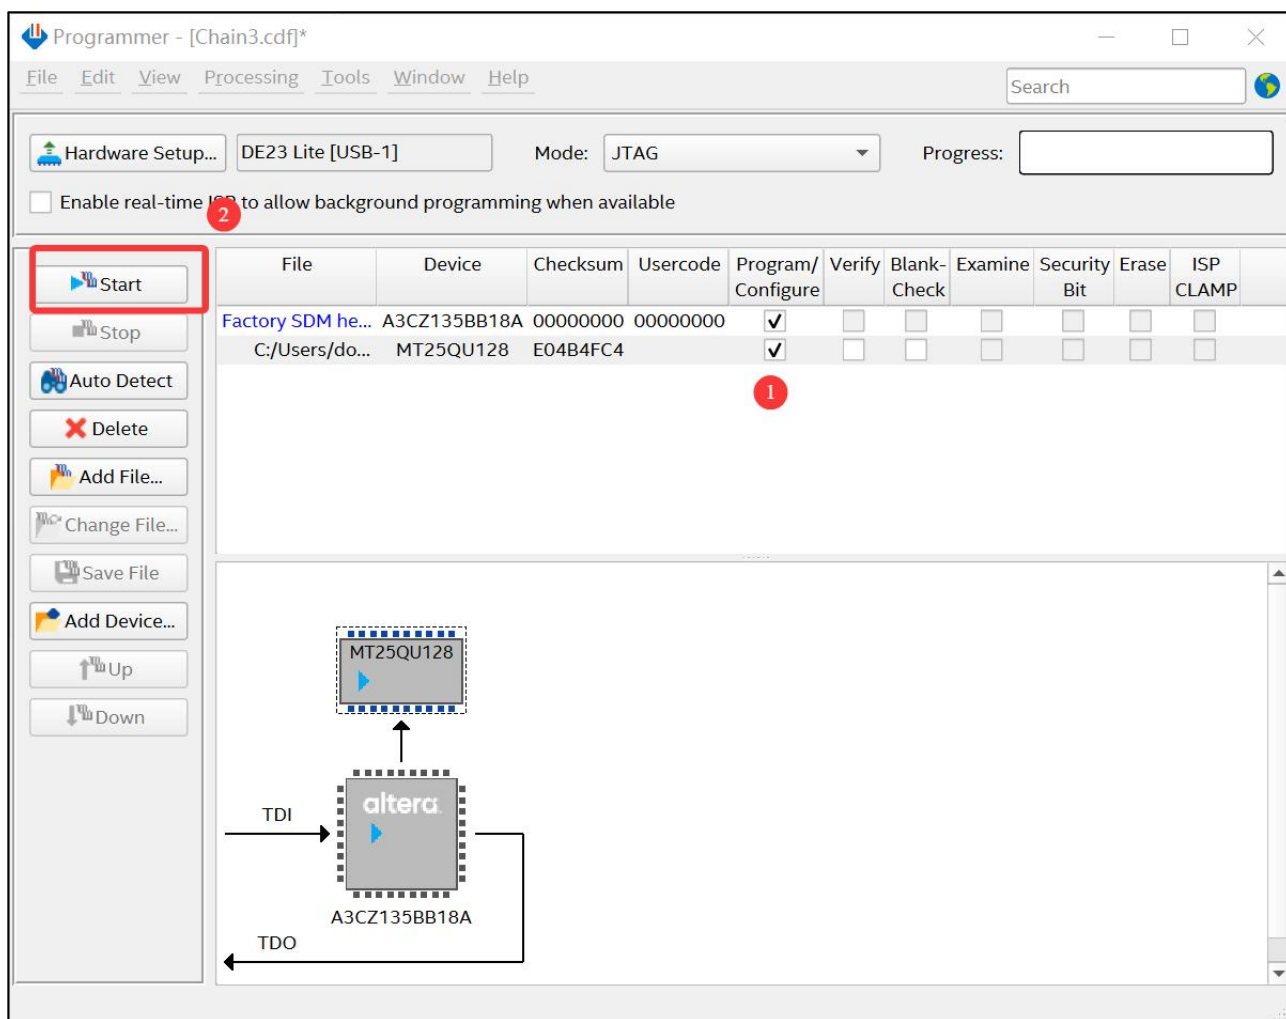 Programmer - [Chain3.cdf]*
File Edit View Processing Tools Window Help Search
Hardware Setup... DE23 Lite [USB-1] Mode: JTAG Progress:
Enable real-time ISP to allow background programming when available
2
File Device Checksum Usercode Program/Configure Verify Blank-Check Examine Security Bit Erase ISP CLAMP
Start
Factory SDM he... A3CZ135BB18A 00000000 00000000
Stop
C:/Users/do... MT25QU128 E04B4FC4
Auto Detect
1
Delete
Add File...
Change File...
Save File
Add Device...
Up
Down
MT25QU128
altera
TDI
A3CZ135BB18A
TDO